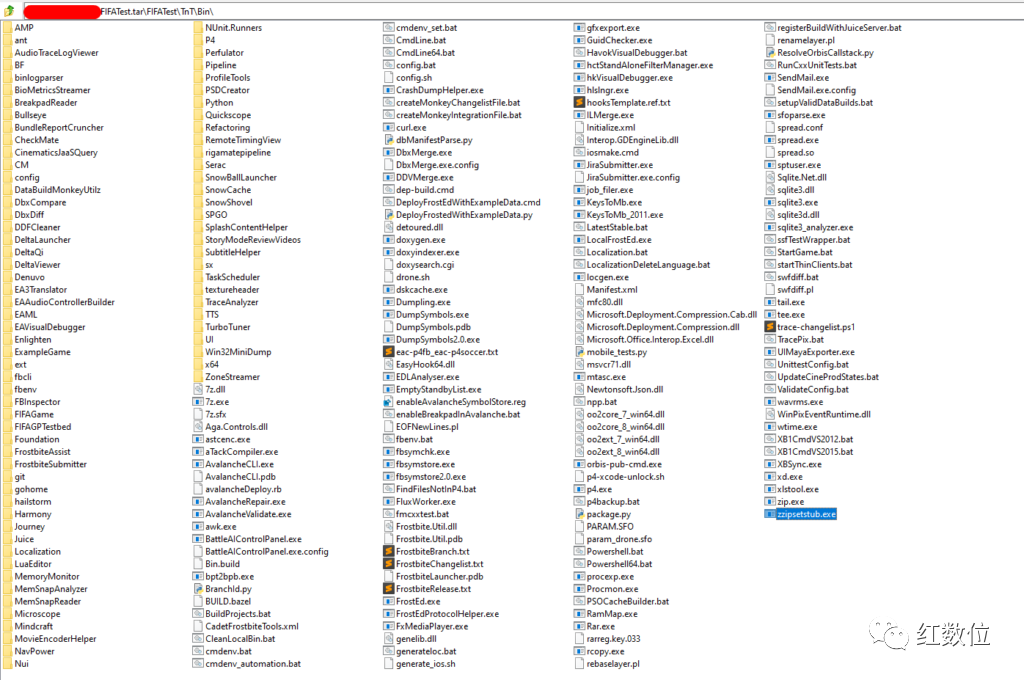 FIFATest.tar\FIFATest\TnT\Bin\
AMP
ant
AudioTraceLogViewer
BF
binlogparser
BioMetricsStreamer
BreakpadReader
Bullseye
BundleReportCruncher
CheckMate
CinematicsJaaSQuery
CM
config
DataBuildMonkeyUtilz
DbxCompare
DbxDiff
DDFCleaner
DeltaLauncher
DeltaQi
DeltaViewer
Denuvo
EA3Translator
EAAudioControllerBuilder
EAML
EAVisualDebugger
Enlighten
ExampleGame
ext
fbcli
fbenv
FBInspector
FIFAGame
FIFAGPTestbed
Foundation
FrostbiteAssist
FrostbiteSubmitter
git
gohome
hailstorm
Harmony
Journey
Juice
Localization
LuaEditor
MemoryMonitor
MemSnapAnalyzer
MemSnapReader
Microscope
Mindcraft
MovieEncoderHelper
NavPower
Nui
NUnit.Runners
P4
Perfulator
Pipeline
ProfileTools
PSDCreator
Python
Quickscope
Refactoring
RemoteTimingView
rigamatepipeline
Serac
SnowBallLauncher
SnowCache
SnowShovel
SPGO
SplashContentHelper
StoryModeReviewVideos
SubtitleHelper
sx
TaskScheduler
textureheader
TraceAnalyzer
TTS
TurboTuner
UI
Win32MiniDump
x64
ZoneStreamer
7z.dll
7z.exe
7z.sfx
Aga.Controls.dll
astcenc.exe
aTackCompiler.exe
AvalancheCLI.exe
AvalancheCLI.pdb
avalancheDeploy.rb
AvalancheRepair.exe
AvalancheValidate.exe
awk.exe
BattleAIControlPanel.exe
BattleAIControlPanel.exe.config
Bin.build
bpt2bpb.exe
BranchId.py
BUILD.bazel
BuildProjects.bat
CadetFrostbiteTools.xml
CleanLocalBin.bat
cmdenv.bat
cmdenv_automation.bat
cmdenv_set.bat
CmdLine.bat
CmdLine64.bat
config.bat
config.sh
CrashDumpHelper.exe
createMonkeyChangelistFile.bat
createMonkeyIntegrationFile.bat
curl.exe
dbManifestParse.py
DbxMerge.exe
DbxMerge.exe.config
DDVMerge.exe
dep-build.cmd
DeployFrostEdWithExampleData.cmd
DeployFrostedWithExampleData.py
detoured.dll
doxygen.exe
doxyindexer.exe
doxysearch.cgi
drone.sh
dskcache.exe
Dumpling.exe
DumpSymbols.exe
DumpSymbols.pdb
DumpSymbols2.0.exe
eac-p4fb_eac-p4soccer.txt
EasyHook64.dll
EDLAnalyser.exe
EmptyStandbyList.exe
enableAvalancheSymbolStore.reg
enableBreakpadInAvalanche.bat
EOFNewLines.pl
fbenv.bat
fbsymchk.exe
fbsymstore.exe
fbsymstore2.0.exe
FindFilesNotInP4.bat
FluxWorker.exe
fmcxxtest.bat
Frostbite.Util.dll
Frostbite.Util.pdb
FrostbiteBranch.txt
FrostbiteChangelist.txt
FrostbiteLauncher.pdb
FrostbiteRelease.txt
FrostEd.exe
FrostEdProtocolHelper.exe
FxMediaPlayer.exe
genelib.dll
generateloc.bat
generate_ios.sh
gfxexport.exe
GuidChecker.exe
HavokVisualDebugger.bat
hctStandAloneFilterManager.exe
hkVisualDebugger.exe
hlslngr.exe
hooksTemplate.ref.txt
ILMerge.exe
Initialize.xml
Interop.GDEngineLib.dll
iosmake.cmd
JiraSubmitter.exe
JiraSubmitter.exe.config
job_filer.exe
KeysToMb.exe
KeysToMb_2011.exe
LatestStable.bat
LocalFrostEd.exe
Localization.bat
LocalizationDeleteLanguage.bat
locgen.exe
Manifest.xml
mfc80.dll
Microsoft.Deployment.Compression.Cab.dll
Microsoft.Deployment.Compression.dll
Microsoft.Office.Interop.Excel.dll
mobile_tests.py
msvcr71.dll
mtasc.exe
Newtonsoft.Json.dll
npp.bat
oo2core_7_win64.dll
oo2core_8_win64.dll
oo2ext_7_win64.dll
oo2ext_8_win64.dll
orbis-pub-cmd.exe
p4-xcode-unlock.sh
p4.exe
p4backup.bat
package.py
PARAM.SFO
param_drone.sfo
Powershell.bat
Powershell64.bat
procexp.exe
Procmon.exe
PSOCacheBuilder.bat
RamMap.exe
Rar.exe
rarreg.key.033
rcopy.exe
rebaselayer.pl
registerBuildWithJuiceServer.bat
renamelayer.pl
ResolveOrbisCallstack.py
RunCxxUnitTests.bat
SendMail.exe
SendMail.exe.config
setupValidDataBuilds.bat
sfoparse.exe
spread.conf
spread.exe
spread.so
sptuser.exe
Sqlite.Net.dll
sqlite3.dll
sqlite3.exe
sqlite3d.dll
sqlite3_analyzer.exe
ssfTestWrapper.bat
StartGame.bat
startThinClients.bat
swfdiff.bat
swfdiff.pl
tail.exe
tee.exe
trace-changelist.ps1
TracePix.bat
UIMayaExporter.exe
UnittestConfig.bat
UpdateCineProdStates.bat
ValidateConfig.bat
wavrms.exe
WinPixEventRuntime.dll
wtime.exe
XB1CmdVS2012.bat
XB1CmdVS2015.bat
XBSync.exe
xd.exe
xlstool.exe
zip.exe
zzipsetstub.exe
红数位